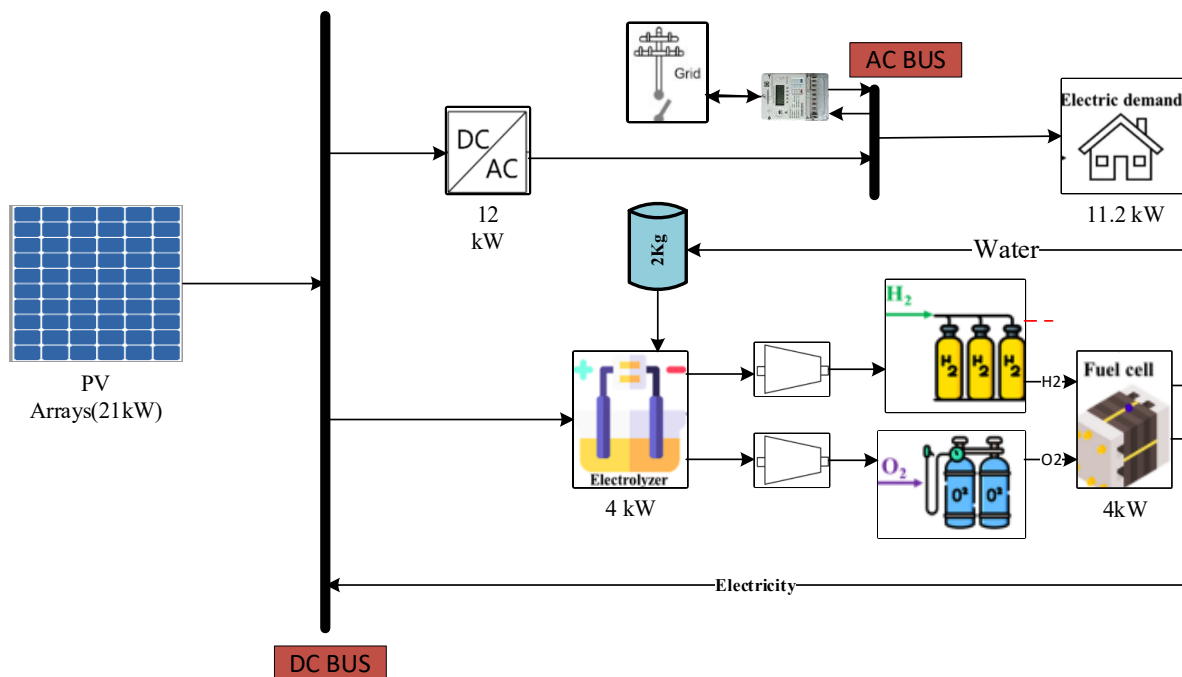 AC BUS
Grid
Electric demand
DC
AC
12
kW
11.2 kW
2Kg
Water
H2
H2
H2
H2
H2
PV
Arrays(21kW)
Fuel cell
+
−
Electrolyzer
4 kW
O2
O2
O2
O2
4kW
Electricity
DC BUS